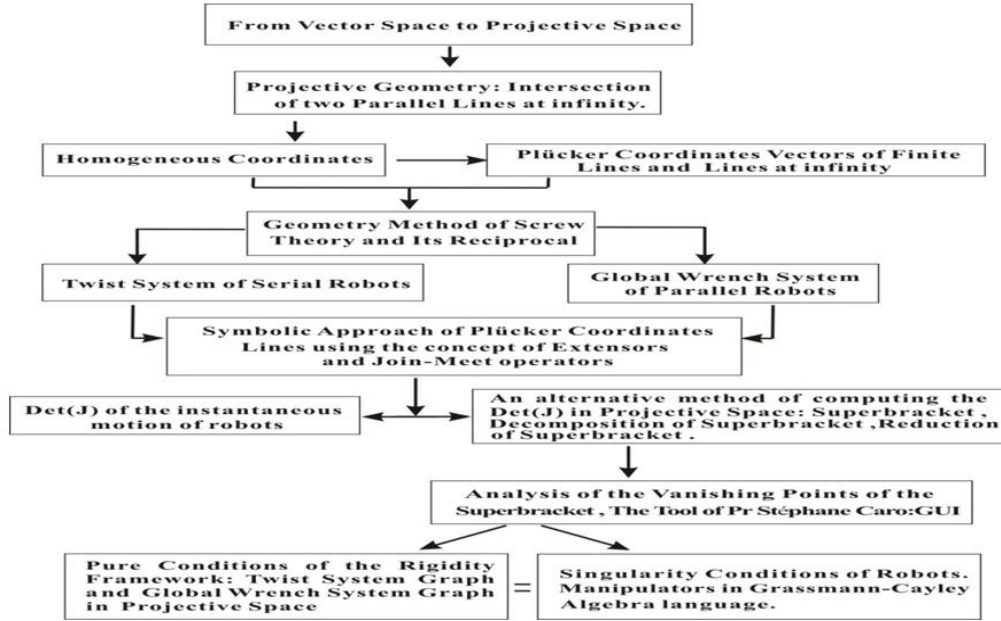 From Vector Space to Projective Space
Projective Geometry: Intersection
of two Parallel Lines at infinity.
Homogeneous Coordinates
Plücker Coordinates Vectors of Finite
Lines and Lines at infinity
Geometry Method of Screw
Theory and Its Reciprocal
Twist System of Serial Robots
Global Wrench System
of Parallel Robots
Symbolic Approach of Plücker Coordinates
Lines using the concept of Extensors
and Join-Meet operators
Det(J) of the instantaneous
motion of robots
An alternative method of computing the
Det(J) in Projective Space: Superbracket ,
Decomposition of Superbracket ,Reduction
of Superbracket .
Analysis of the Vanishing Points of the
Superbracket , The Tool of Pr Stéphane Caro:GUI
Pure Conditions of the Rigidity
Framework: Twist System Graph
and Global Wrench System Graph
in Projective Space
=
Singularity Conditions of Robots.
Manipulators in Grassmann-Cayley
Algebra language.